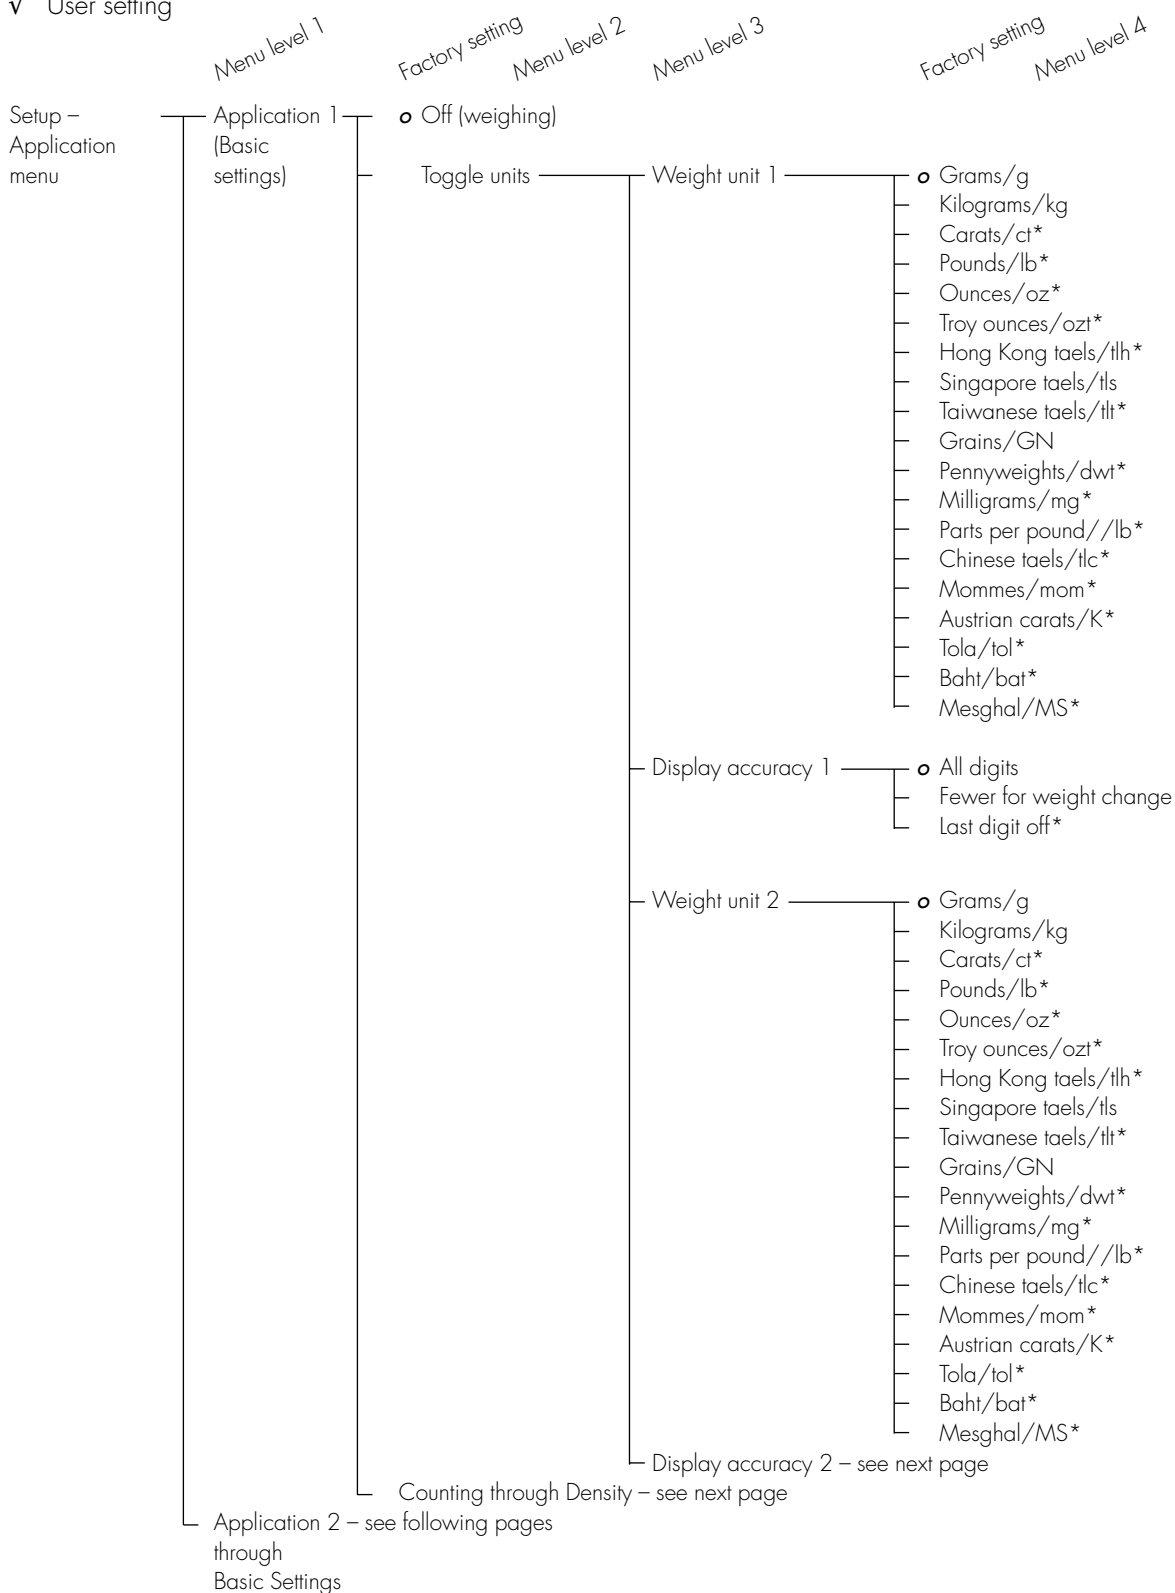 √ User setting
Menu level 1
Factory setting
Menu level 2
Menu level 3
Factory setting
Menu level 4
Setup –
Application
menu
Application 1
(Basic
settings)
o Off (weighing)
Toggle units
Weight unit 1
o Grams/g
Kilograms/kg
Carats/ct*
Pounds/lb*
Ounces/oz*
Troy ounces/ozt*
Hong Kong taels/tlh*
Singapore taels/tls
Taiwanese taels/tlt*
Grains/GN
Pennyweights/dwt*
Milligrams/mg*
Parts per pound//lb*
Chinese taels/tlc*
Mommes/mom*
Austrian carats/K*
Tola/tol*
Baht/bat*
Mesghal/MS*
Display accuracy 1
o All digits
Fewer for weight change
Last digit off*
Weight unit 2
o Grams/g
Kilograms/kg
Carats/ct*
Pounds/lb*
Ounces/oz*
Troy ounces/ozt*
Hong Kong taels/tlh*
Singapore taels/tls
Taiwanese taels/tlt*
Grains/GN
Pennyweights/dwt*
Milligrams/mg*
Parts per pound//lb*
Chinese taels/tlc*
Mommes/mom*
Austrian carats/K*
Tola/tol*
Baht/bat*
Mesghal/MS*
Display accuracy 2 – see next page
Counting through Density – see next page
Application 2 – see following pages
through
Basic Settings